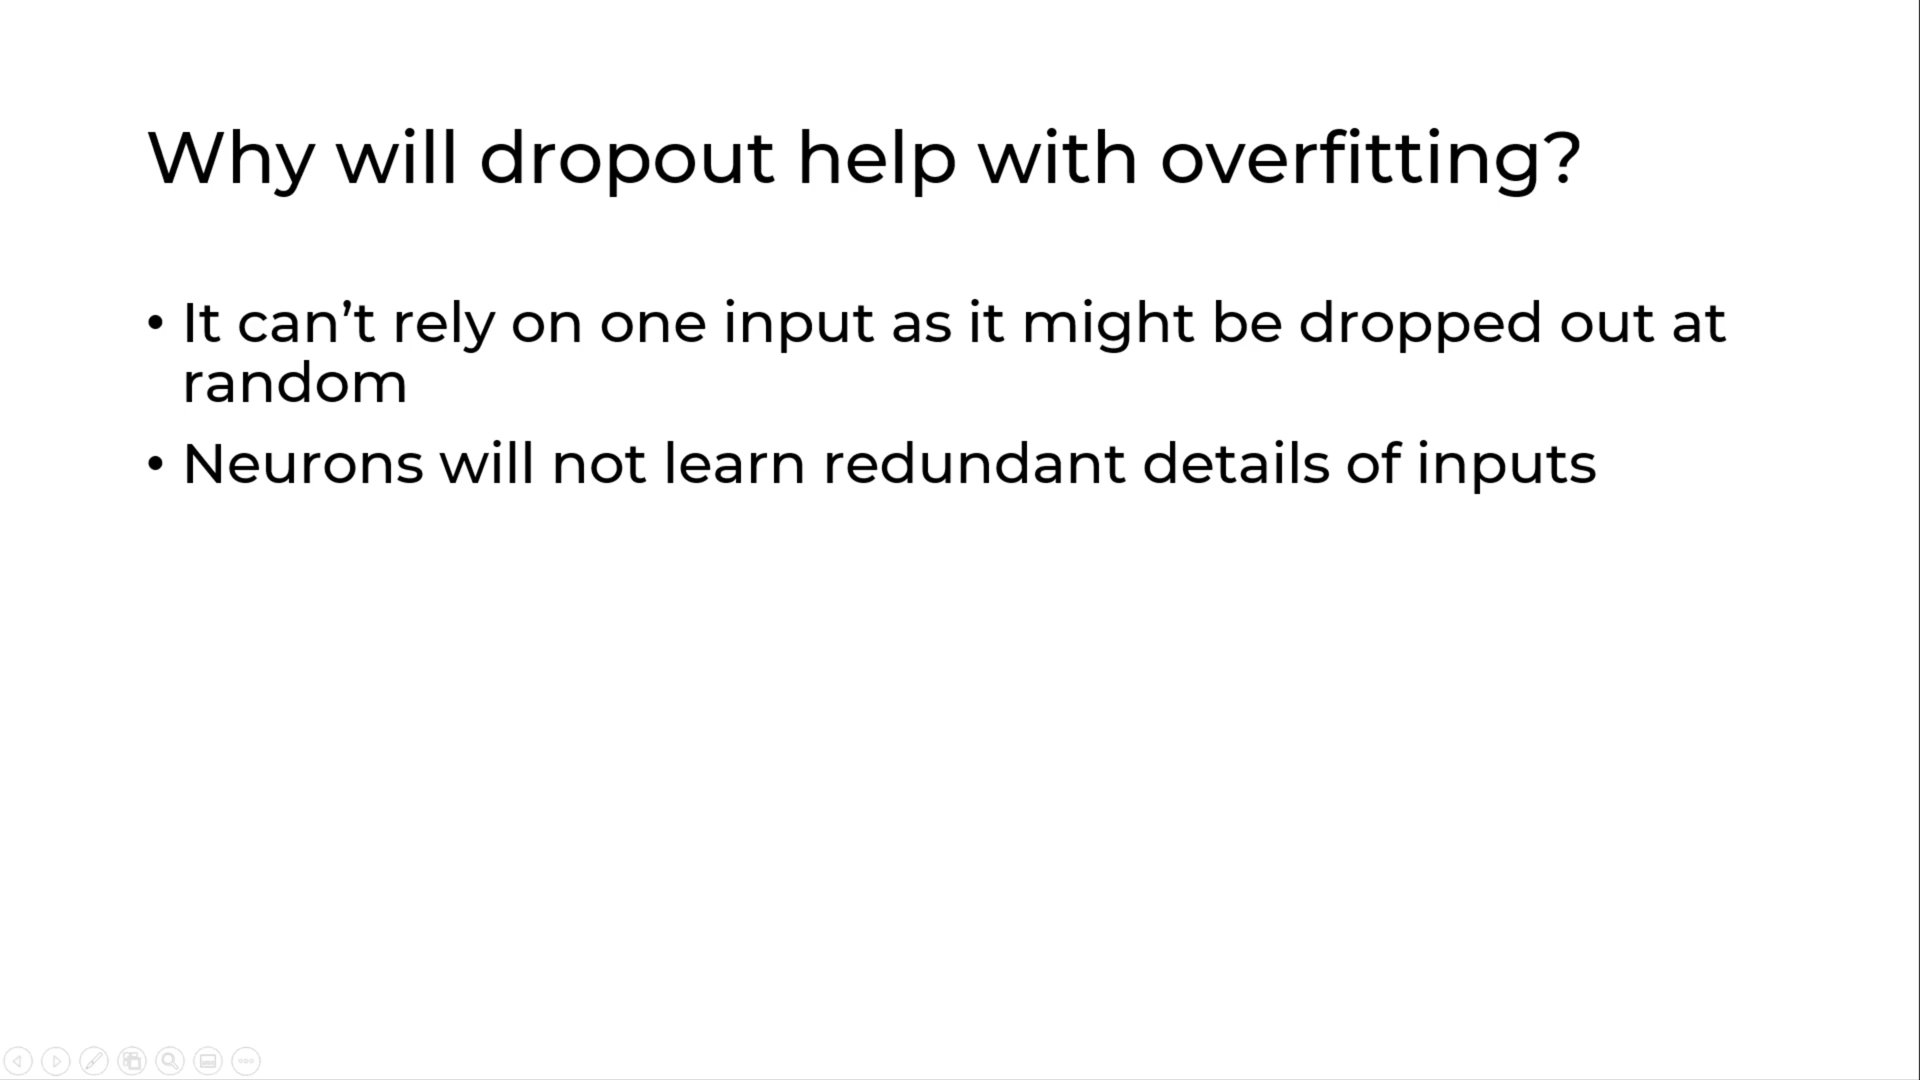 Why will dropout help with overfitting?
• It can’t rely on one input as it might be dropped out at
random
• Neurons will not learn redundant details of inputs